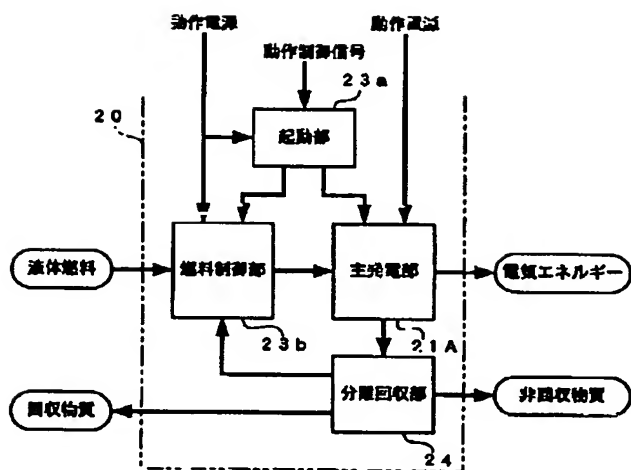 動作電源
動作電源
動作制御信号
23a
20
起動部
液体燃料
燃料制御部
主発電部
電気エネルギー
23b
21A
分離回収部
回収物質
非回収物質
24